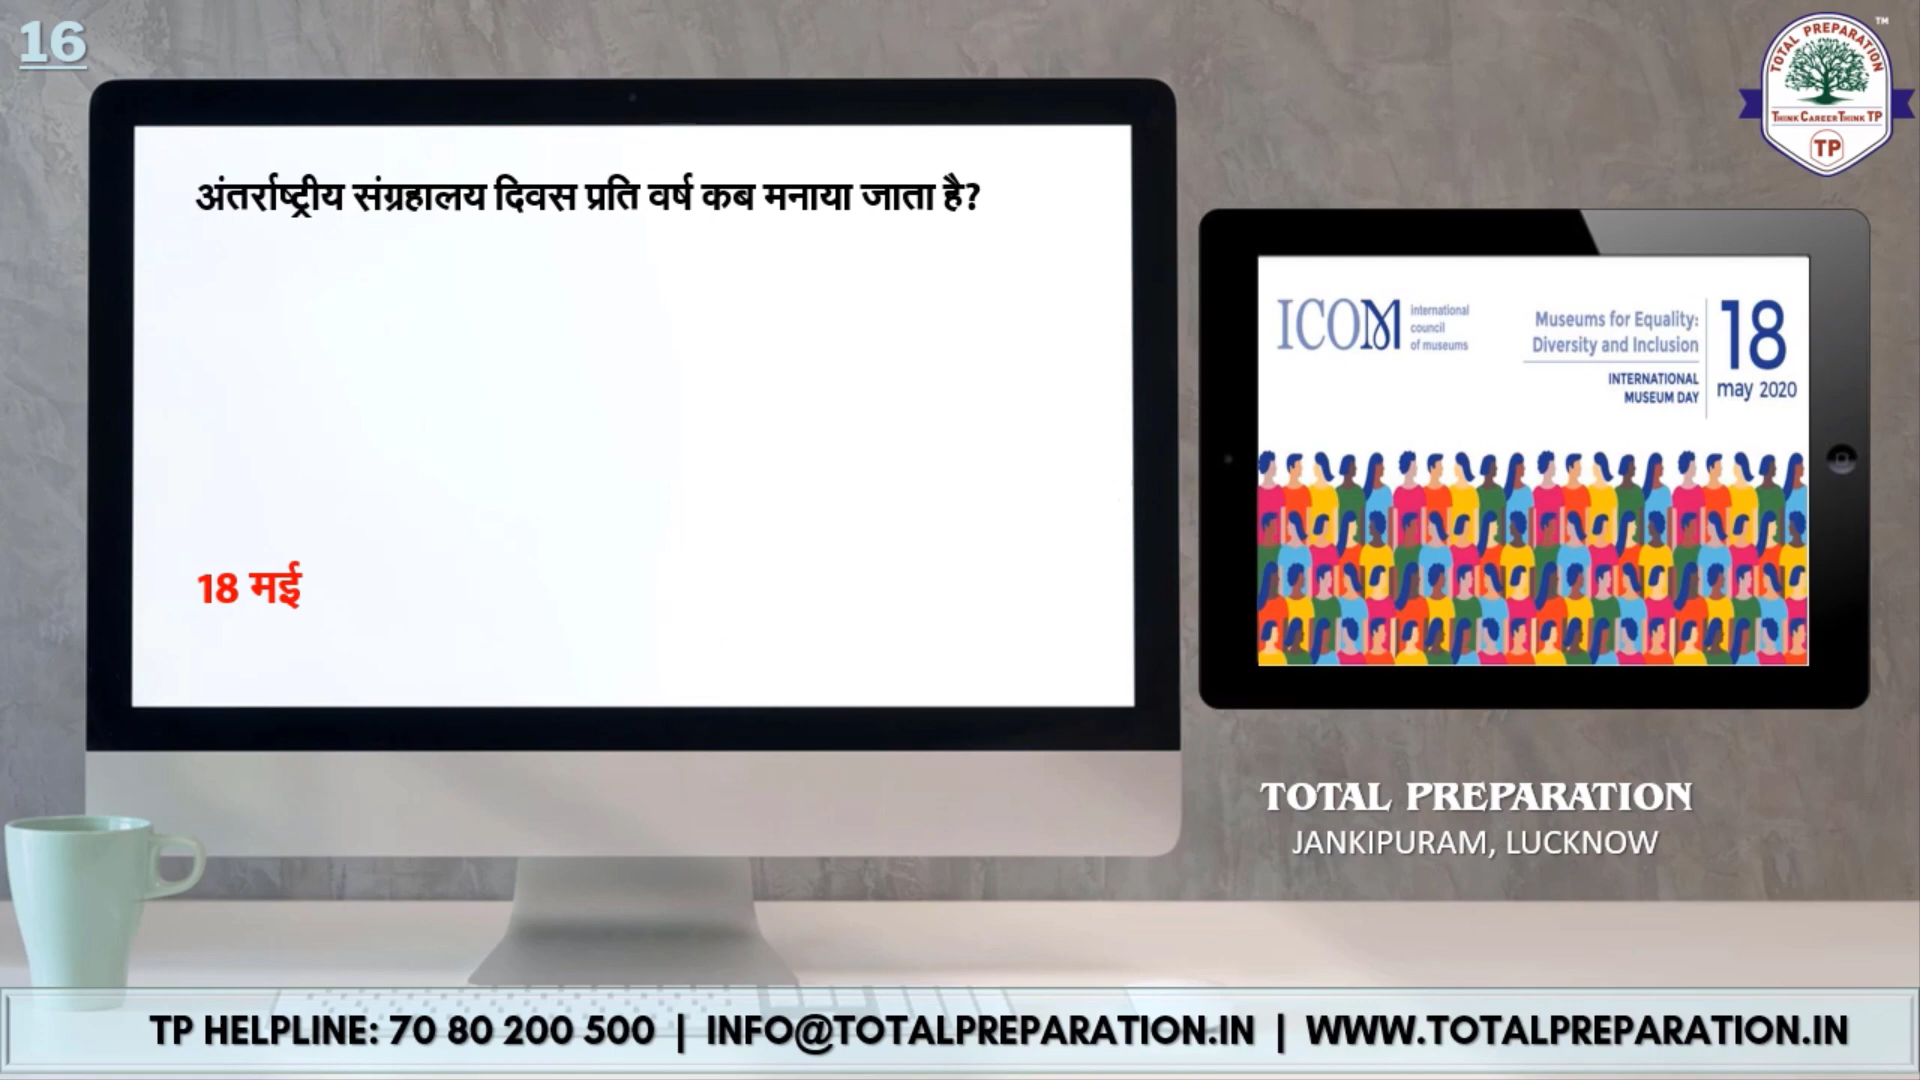 16
अंतर्राष्ट्रीय संग्रहालय दिवस प्रति वर्ष कब मनाया जाता है?
18 मई
TM
TOTAL PREPARATION
THINK CAREER THINK TP
TP
ICOM
international
council
of museums
Museums for Equality:
Diversity and Inclusion
INTERNATIONAL
MUSEUM DAY
18
may 2020
TOTAL PREPARATION
JANKIPURAM, LUCKNOW
TP HELPLINE: 70 80 200 500 | INFO@TOTALPREPARATION.IN | WWW.TOTALPREPARATION.IN